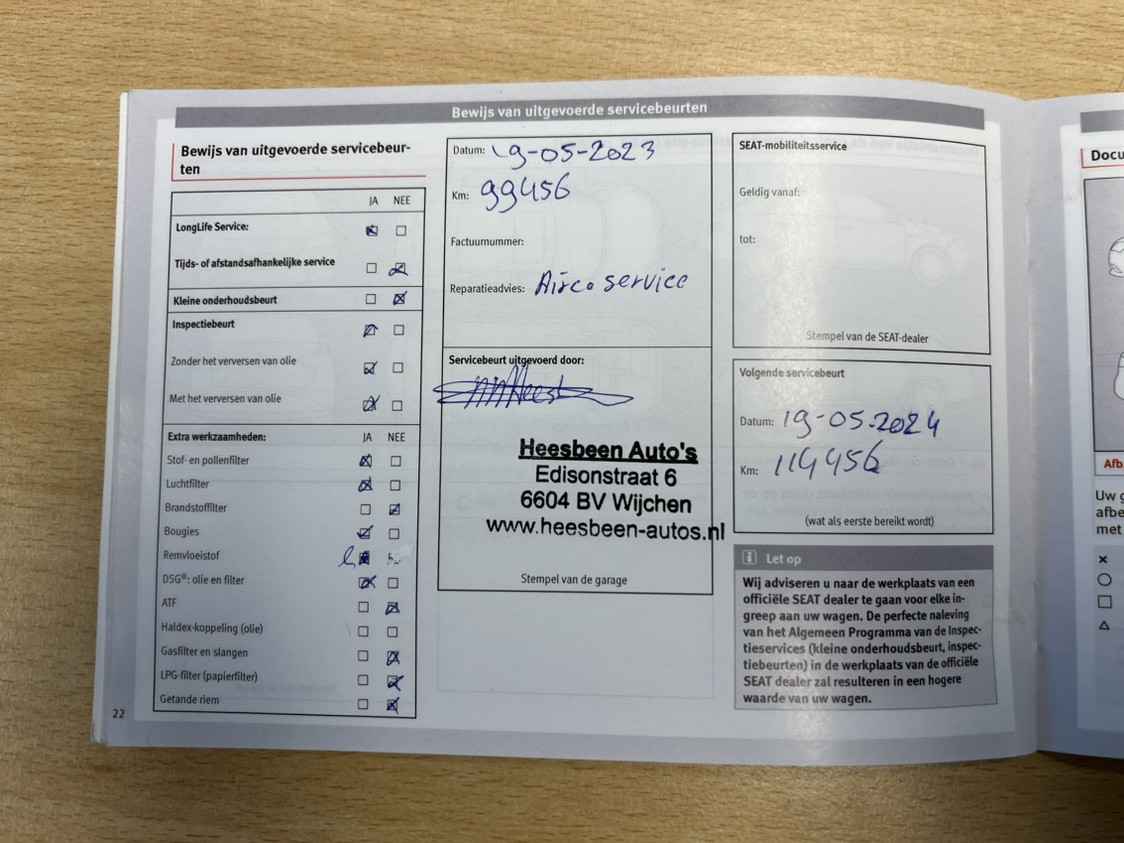 Bewijs van uitgevoerde servicebeurten
Bewijs van uitgevoerde servicebeur-
ten
JA NEE
LongLife Service:
Tijds- of afstandsafhankelijke service
Kleine onderhoudsbeurt
Inspectiebeurt
Zonder het verversen van olie
Met het verversen van olie
Extra werkzaamheden: JA NEE
Stof- en pollenfilter
Luchtfilter
Brandstoffilter
Bougies
Remvloeistof
DSG®: olie en filter
ATF
Haldex-koppeling (olie)
Gasfilter en slangen
LPG-filter (papierfilter)
Getande riem
22
Datum: 19-05-2023
Km: 99456
Factuurnummer:
Reparatieadvies: Airco service
Servicebeurt uitgevoerd door:
Heesbeen Auto's
Edisonstraat 6
6604 BV Wijchen
www.heesbeen-autos.nl
Stempel van de garage
SEAT-mobiliteitsservice
Geldig vanaf:
tot:
Stempel van de SEAT-dealer
Volgende servicebeurt
Datum: 19-05-2024
Km: 114456
(wat als eerste bereikt wordt)
Let op
Wij adviseren u naar de werkplaats van een
officiële SEAT dealer te gaan voor elke in-
greep aan uw wagen. De perfecte naleving
van het Algemeen Programma van de Inspec-
tieservices (kleine onderhoudsbeurt, inspec-
tiebeurten) in de werkplaats van de officiële
SEAT dealer zal resulteren in een hogere
waarde van uw wagen.
Docu
Afb
Uw g
afbe
met